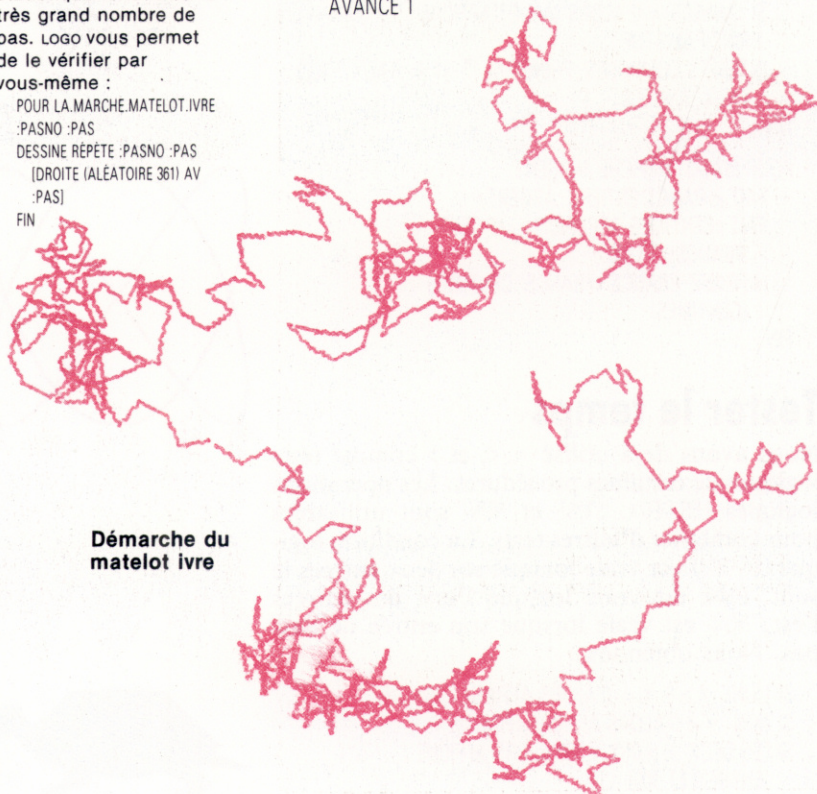 très grand nombre de
pas. LOGO vous permet
de le vérifier par
vous-même :
POUR LA.MARCHE.MATELOT.IVRE
:PASNO :PAS
DESSINE RÉPÈTE :PASNO :PAS
[DROITE (ALÉATOIRE 361) AV
:PAS]
FIN
AVANCE 1
Démarche du
matelot ivre